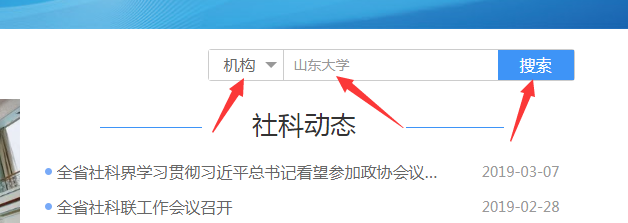 机构 山东大学 搜索
社科动态
全省社科界学习贯彻习近平总书记看望参加政协会议... 2019-03-07
全省社科联工作会议召开 2019-02-28